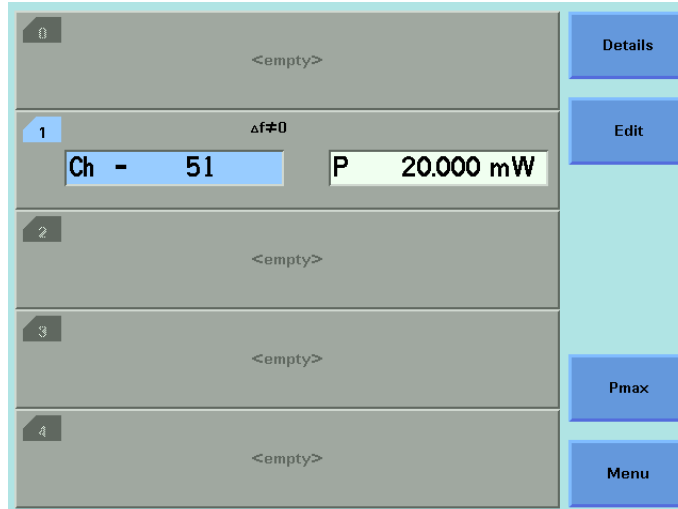 0
<empty>
Details
1
Δf≠0
Edit
Ch - 51
P 20.000 mW
2
<empty>
3
<empty>
Pmax
4
<empty>
Menu